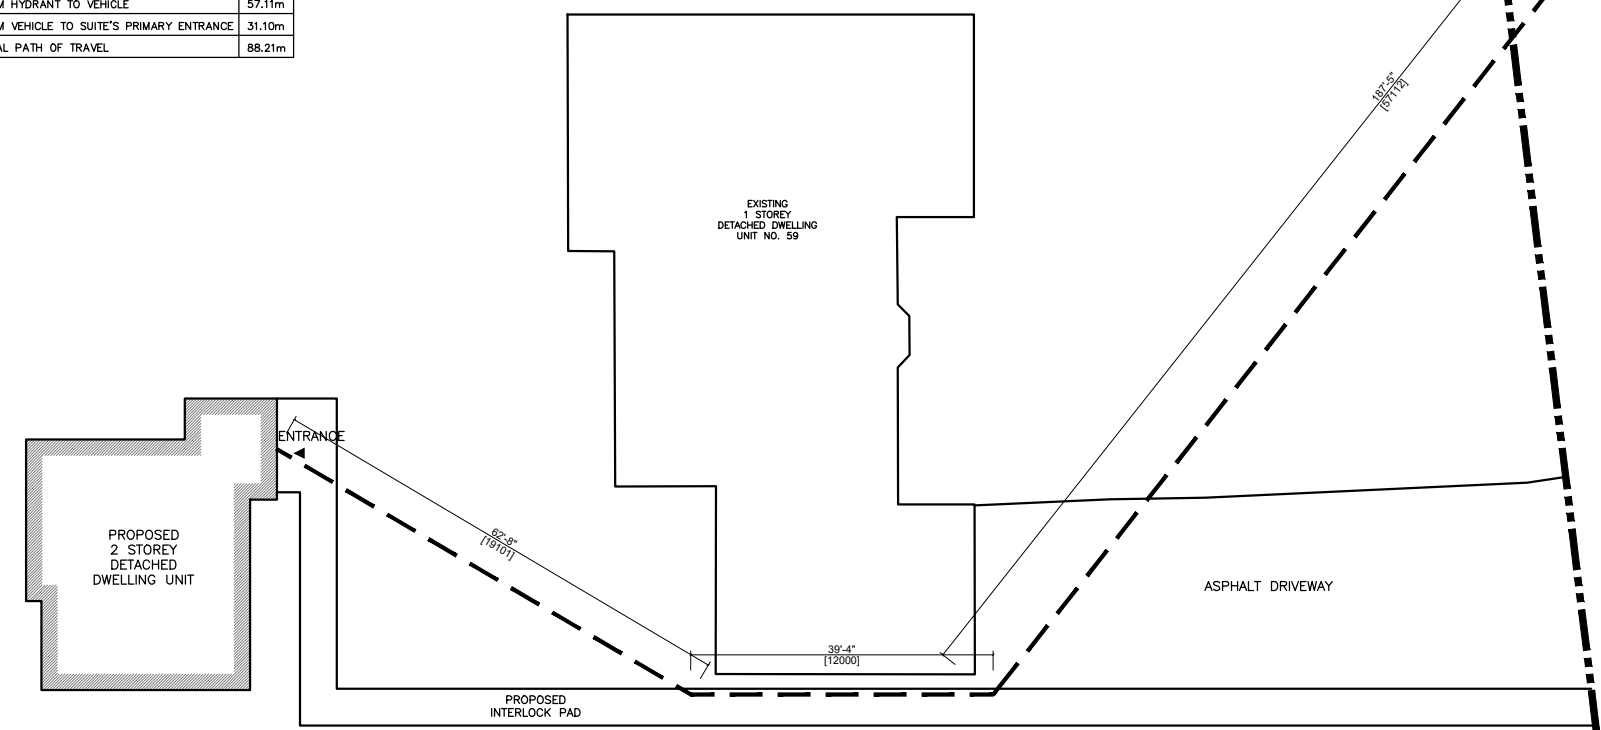 HYDRANT TO VEHICLE 57.11m
VEHICLE TO SUITE'S PRIMARY ENTRANCE 31.10m
PATH OF TRAVEL 88.21m
187'-5"
[57112]
EXISTING
1 STOREY
DETACHED DWELLING
UNIT NO. 59
ENTRANCE
62'-8"
[19101]
PROPOSED
2 STOREY
DETACHED
DWELLING UNIT
ASPHALT DRIVEWAY
39'-4"
[12000]
PROPOSED
INTERLOCK PAD